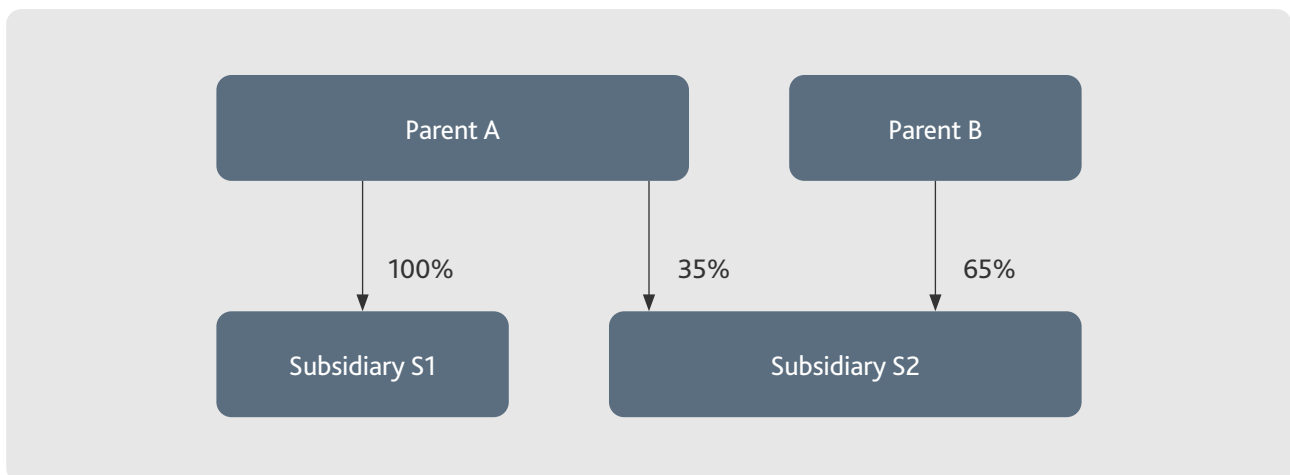 Parent A
Parent B
100%
35%
65%
Subsidiary S1
Subsidiary S2